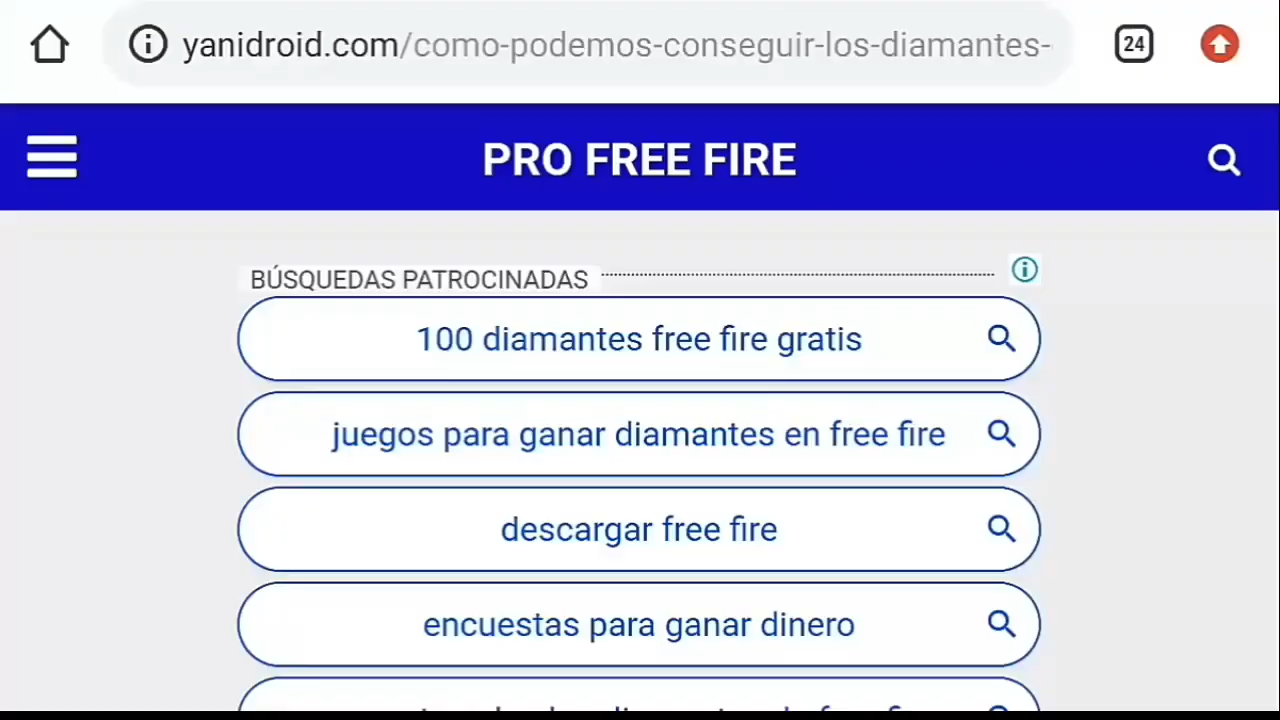 yanidroid.com/como-podemos-conseguir-los-diamantes-
24
PRO FREE FIRE
BÚSQUEDAS PATROCINADAS
100 diamantes free fire gratis
juegos para ganar diamantes en free fire
descargar free fire
encuestas para ganar dinero